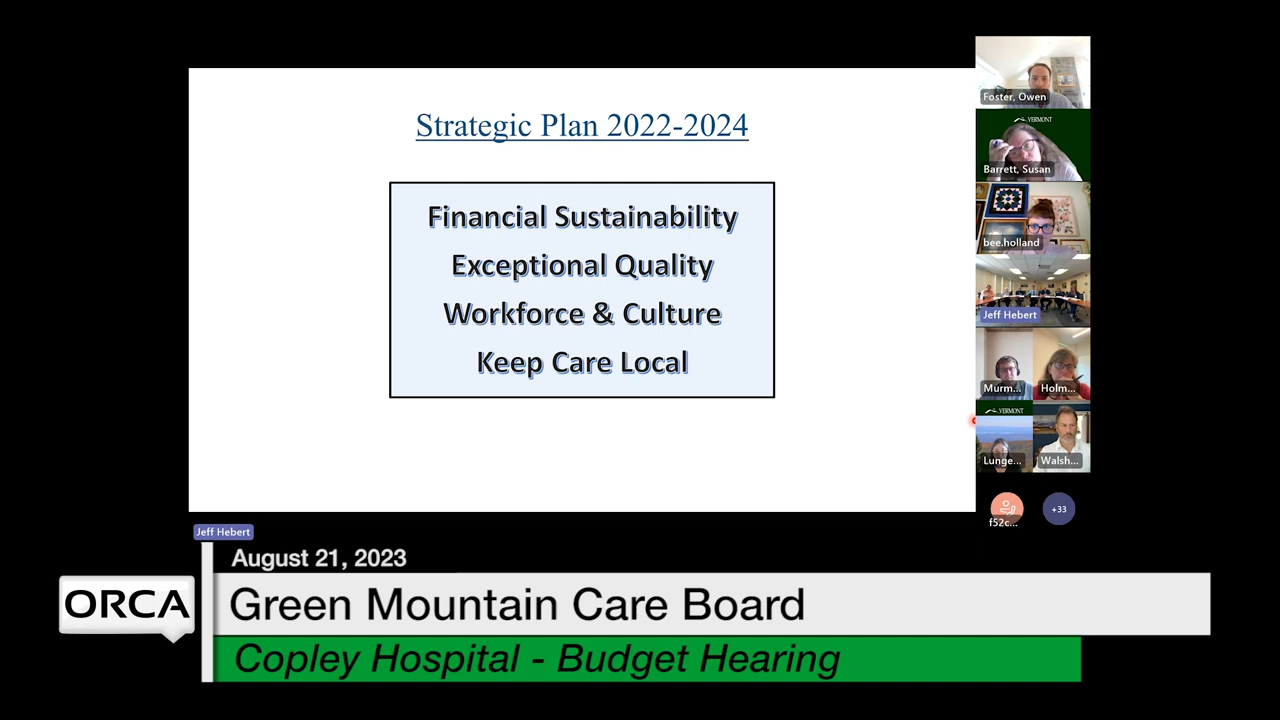 Strategic Plan 2022-2024
Financial Sustainability
Exceptional Quality
Workforce & Culture
Keep Care Local
Foster, Owen
VERMONT
Barrett, Susan
bee.holland
Jeff Hebert
Murm...
Holm...
VERMONT
Lunge...
Walsh...
f52c...
+33
Jeff Hebert
August 21, 2023
ORCA
Green Mountain Care Board
Copley Hospital - Budget Hearing